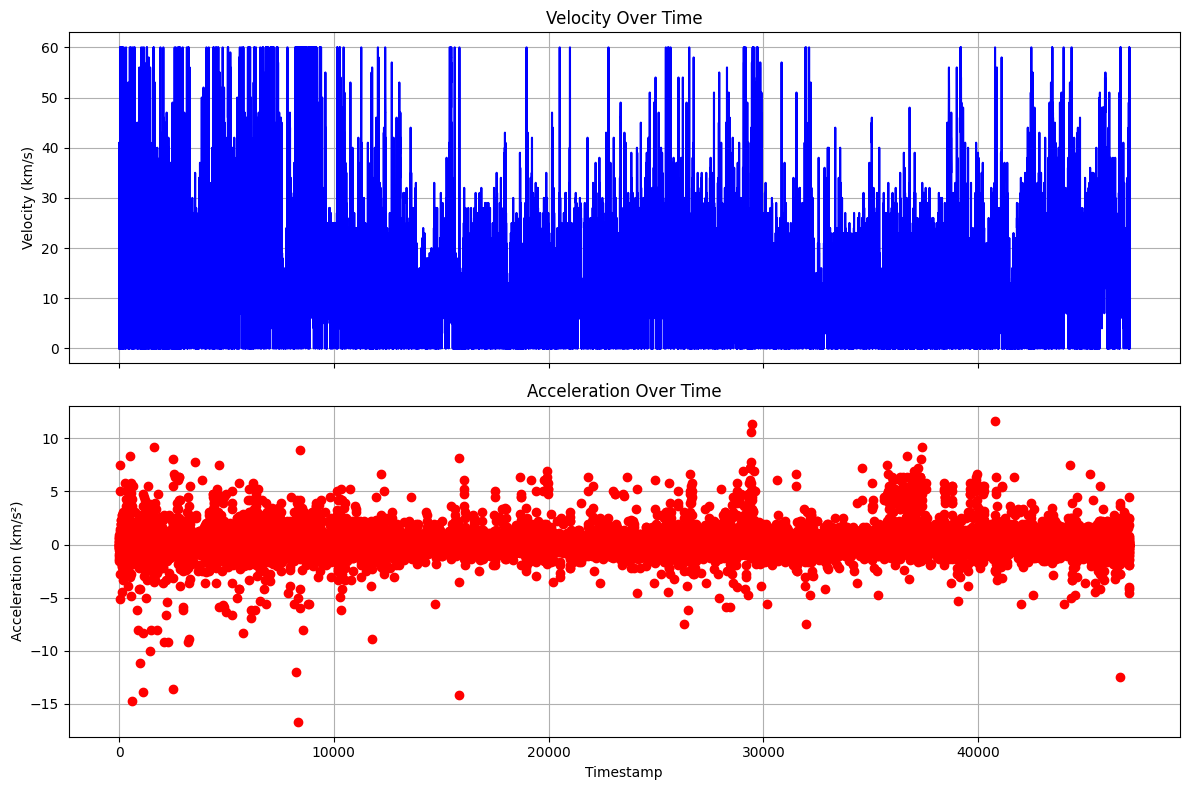 Velocity Over Time
60
50
40
30
20
10
0
Velocity (km/s)
Acceleration Over Time
10
5
0
−5
−10
−15
Acceleration (km/s²)
0 10000 20000 30000 40000
Timestamp